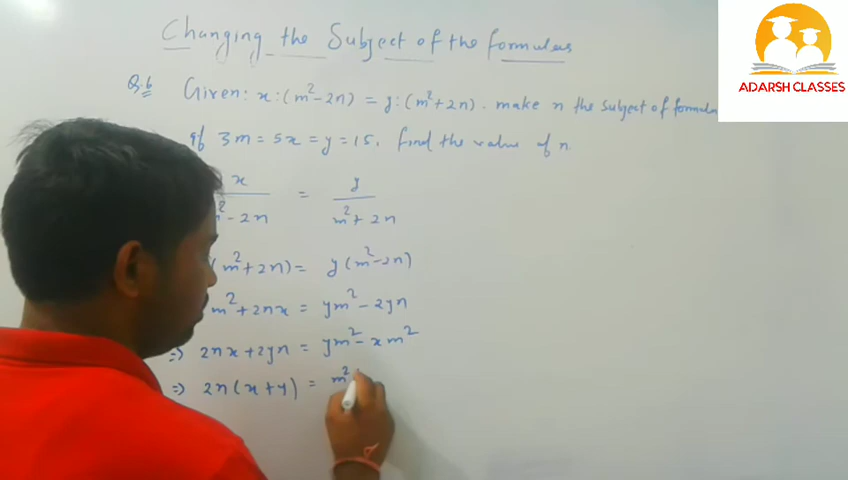 Changing the Subject of the formulas
ADARSH CLASSES
Q.6 Given: x:(m²-2n) = y:(m²+2n). make n the subject of formula
if 3m = 5x = y = 15. find the value of n.
x = y
² - 2n m² + 2n
(m²+2n) = y(m²-2n)
m²+2nx = ym²-2yn
⇒ 2nx+2yn = ym²-xm²
⇒ 2n(x+y) = m²